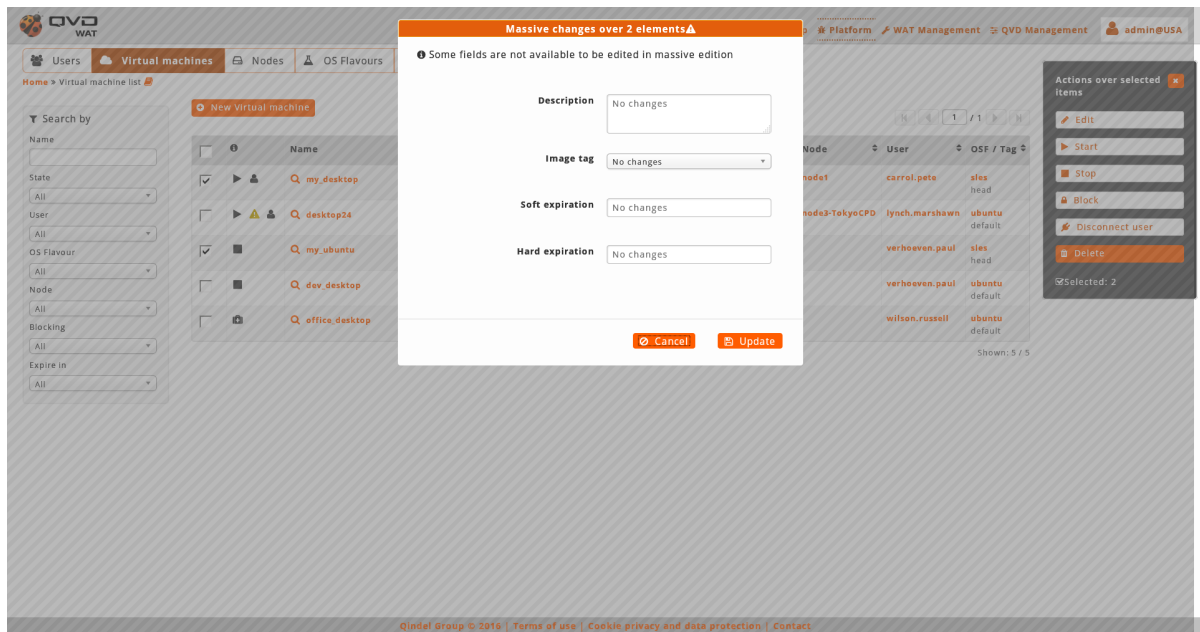 QVD
WAT
Platform
WAT Management
QVD Management
admin@USA
Users
Virtual machines
Nodes
OS Flavours
Home » Virtual machine list
Massive changes over 2 elements
Some fields are not available to be edited in massive edition
Description
No changes
Image tag
No changes
Soft expiration
No changes
Hard expiration
No changes
Cancel
Update
Search by
Name
State
All
User
All
OS Flavour
All
Node
All
Blocking
All
Expire in
All
New Virtual machine
1 / 1
Name Node User OSF / Tag
my_desktop node1 carrol.pete sles
head
desktop24 node3-TokyoCPD lynch.marshawn ubuntu
default
my_ubuntu verhoeven.paul sles
head
dev_desktop verhoeven.paul ubuntu
default
office_desktop wilson.russell ubuntu
default
Shown: 5 / 5
Actions over selected
items
Edit
Start
Stop
Block
Disconnect user
Delete
Selected: 2
Qindel Group © 2016 | Terms of use | Cookie privacy and data protection | Contact